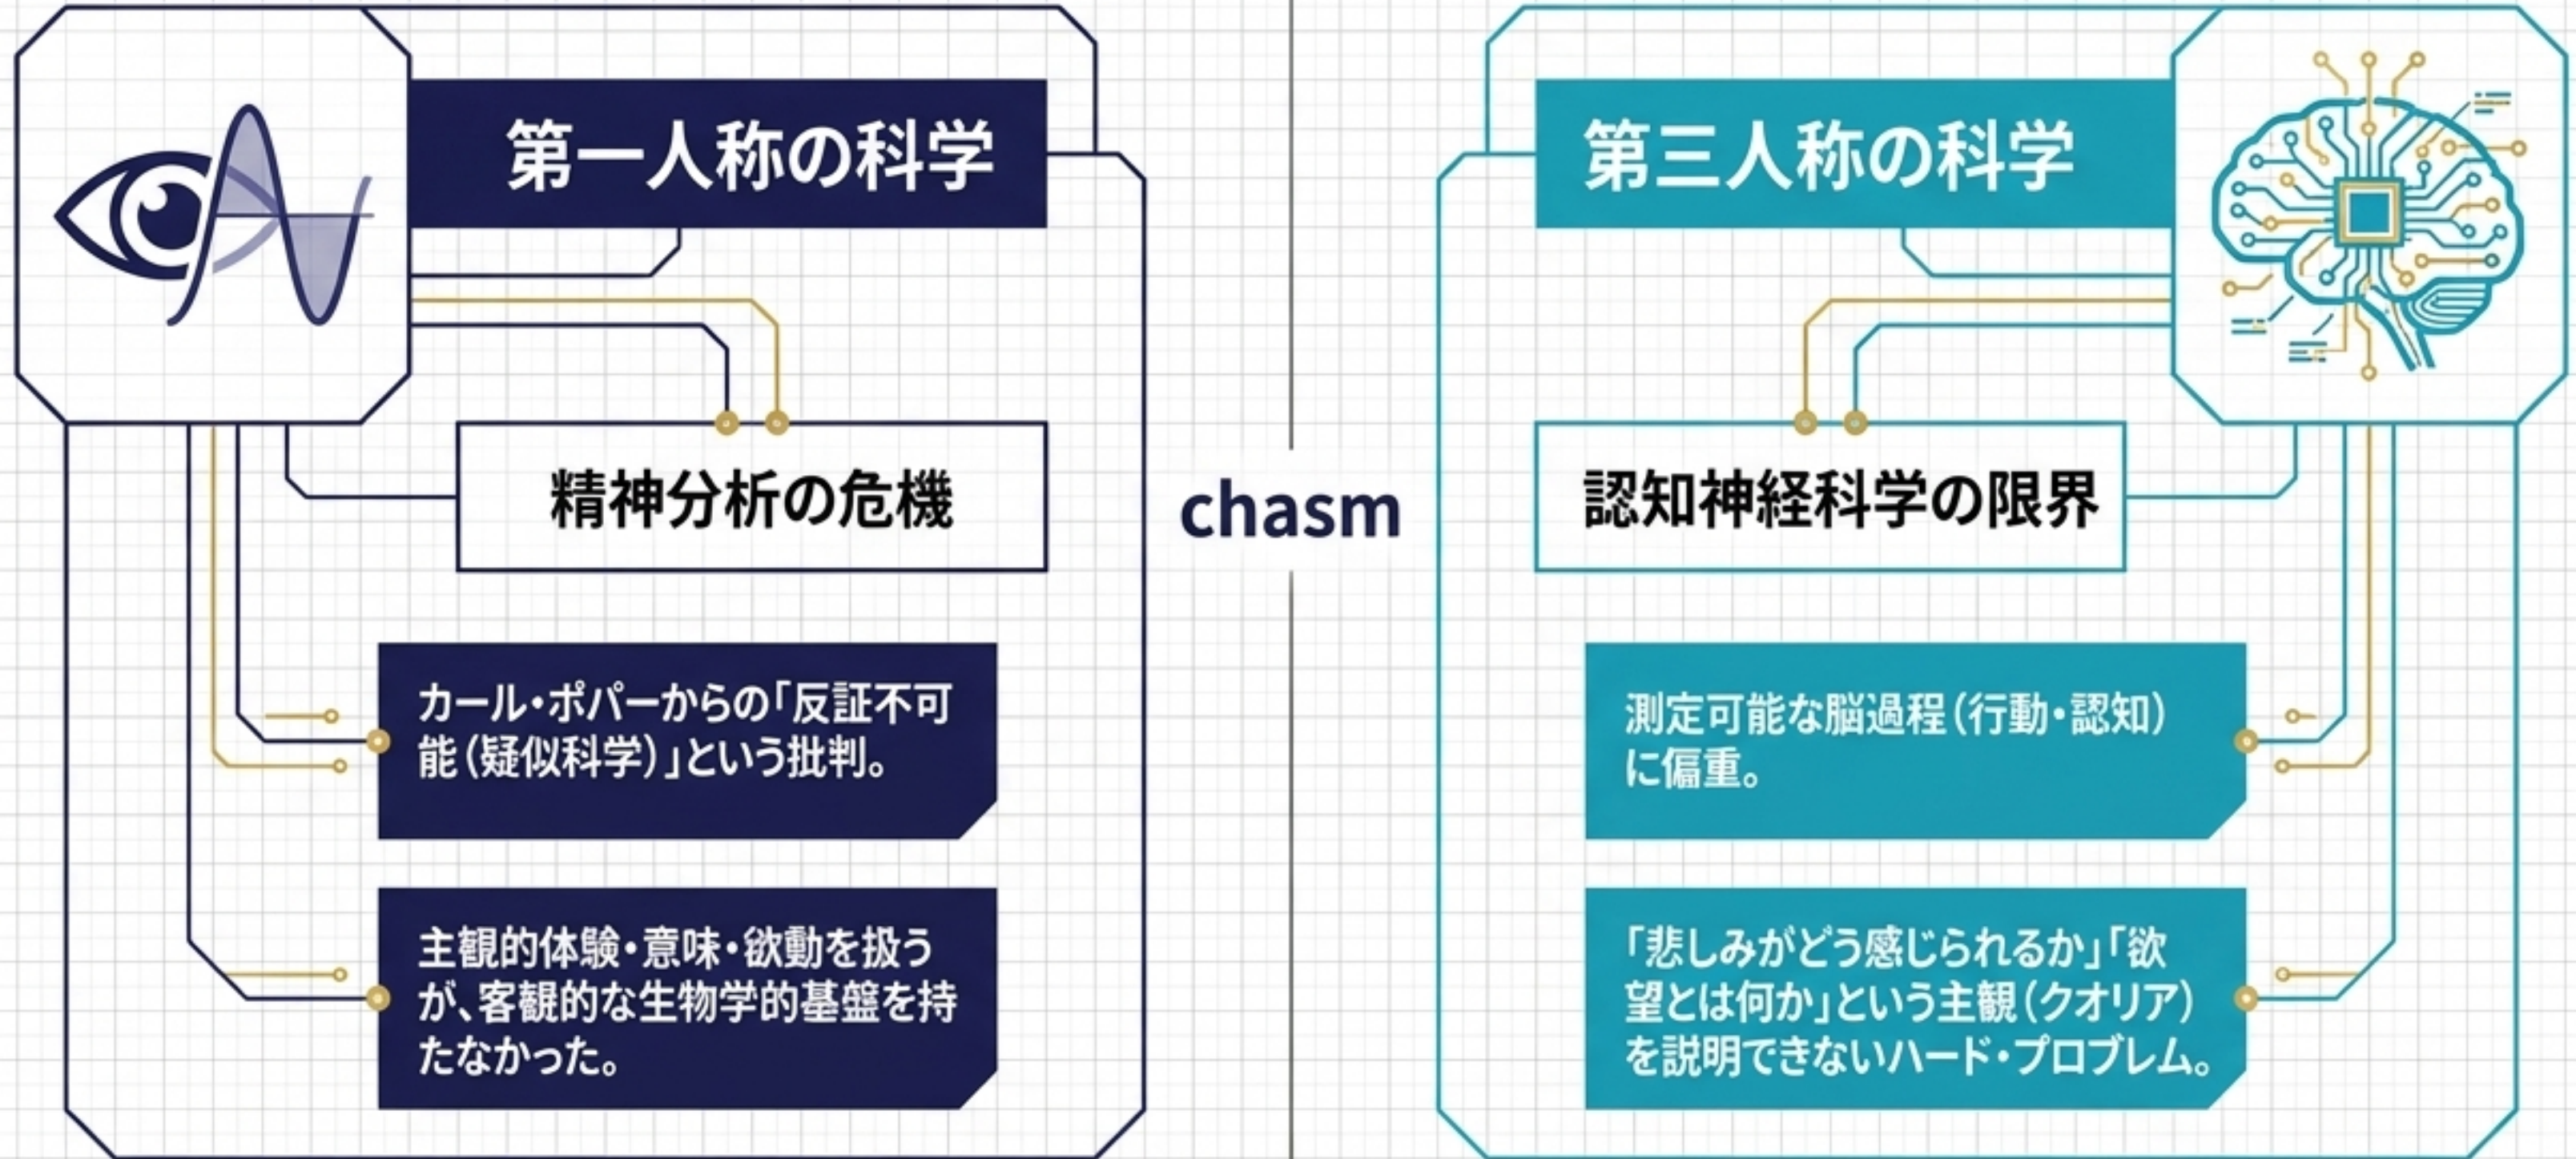 第一人称の科学
精神分析の危機
カール・ポパーからの「反証不可
能(疑似科学)」という批判。
主観的体験・意味・欲動を扱う
が、客観的な生物学的基盤を持
たなかった。
chasm
第三人称の科学
認知神経科学の限界
測定可能な脳過程(行動・認知)
に偏重。
「悲しみがどう感じられるか」「欲
望とは何か」という主観(クオリア)
を説明できないハード・プロブレム。